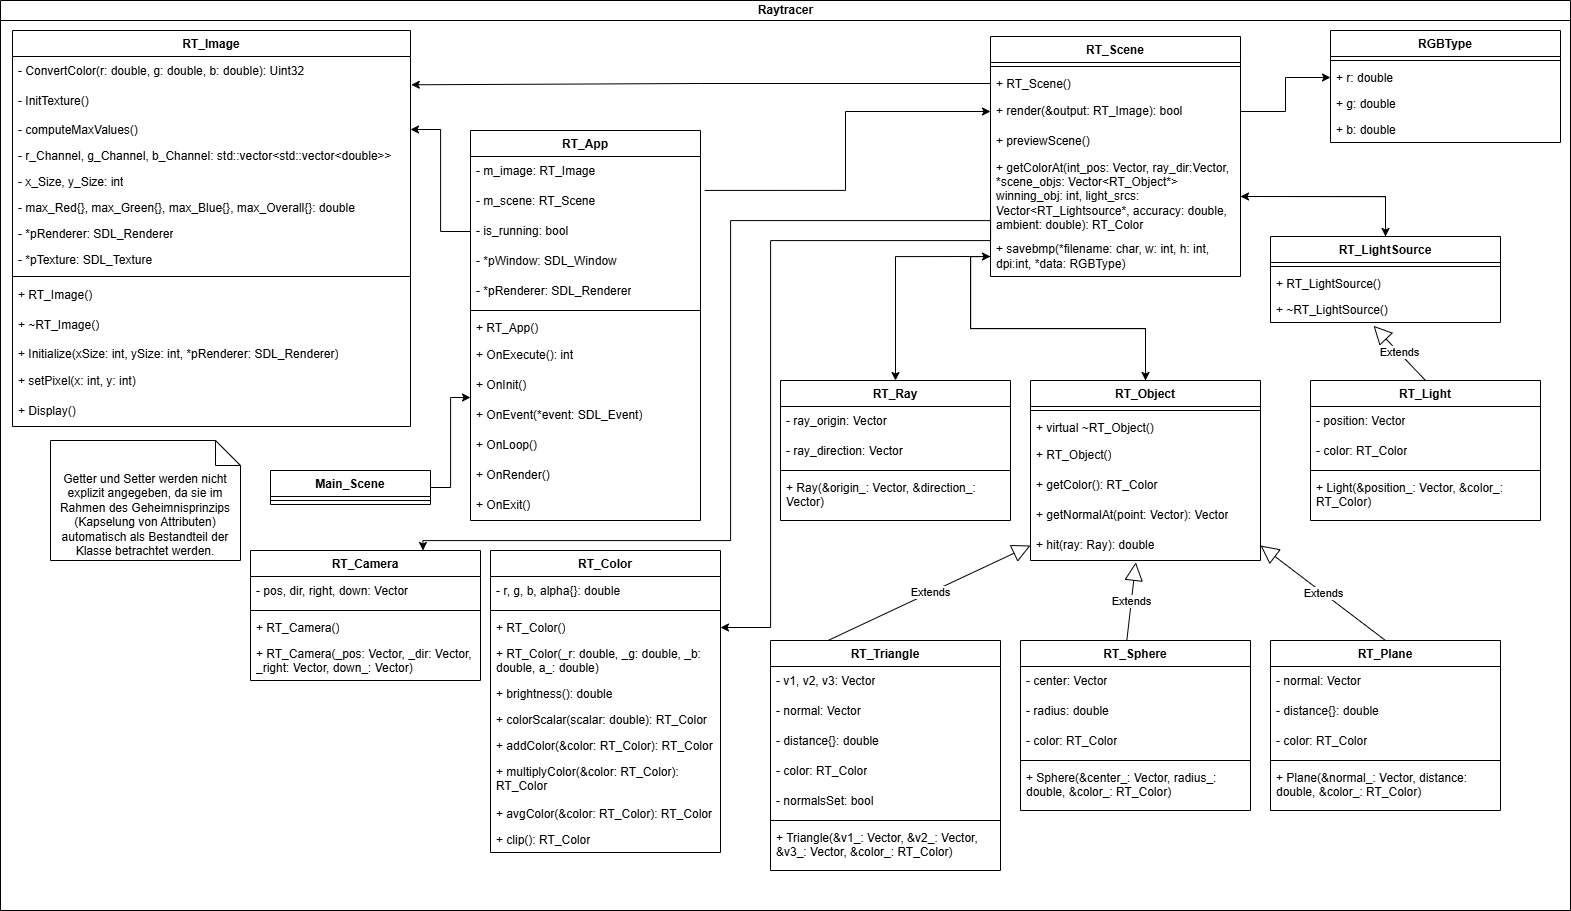 Raytracer
RT_Image
- ConvertColor(r: double, g: double, b: double): Uint32
- InitTexture()
- computeMaxValues()
- r_Channel, g_Channel, b_Channel: std::vector<std::vector<double>>
- x_Size, y_Size: int
- max_Red{}, max_Green{}, max_Blue{}, max_Overall{}: double
- *pRenderer: SDL_Renderer
- *pTexture: SDL_Texture
+ RT_Image()
+ ~RT_Image()
+ Initialize(xSize: int, ySize: int, *pRenderer: SDL_Renderer)
+ setPixel(x: int, y: int)
+ Display()
RT_App
- m_image: RT_Image
- m_scene: RT_Scene
- is_running: bool
- *pWindow: SDL_Window
- *pRenderer: SDL_Renderer
+ RT_App()
+ OnExecute(): int
+ OnInit()
+ OnEvent(*event: SDL_Event)
+ OnLoop()
+ OnRender()
+ OnExit()
RT_Scene
+ RT_Scene()
+ render(&output: RT_Image): bool
+ previewScene()
+ getColorAt(int_pos: Vector, ray_dir:Vector,
*scene_objs: Vector<RT_Object*>
winning_obj: int, light_srcs:
Vector<RT_Lightsource*, accuracy: double,
ambient: double): RT_Color
+ savebmp(*filename: char, w: int, h: int,
dpi:int, *data: RGBType)
RGBType
+ r: double
+ g: double
+ b: double
RT_LightSource
+ RT_LightSource()
+ ~RT_LightSource()
Extends
RT_Light
- position: Vector
- color: RT_Color
+ Light(&position_: Vector, &color_:
RT_Color)
RT_Ray
- ray_origin: Vector
- ray_direction: Vector
+ Ray(&origin_: Vector, &direction_:
Vector)
RT_Object
+ virtual ~RT_Object()
+ RT_Object()
+ getColor(): RT_Color
+ getNormalAt(point: Vector): Vector
+ hit(ray: Ray): double
Main_Scene
Getter und Setter werden nicht
explizit angegeben, da sie im
Rahmen des Geheimnisprinzips
(Kapselung von Attributen)
automatisch als Bestandteil der
Klasse betrachtet werden.
RT_Camera
- pos, dir, right, down: Vector
+ RT_Camera()
+ RT_Camera(_pos: Vector, _dir: Vector,
_right: Vector, down_: Vector)
RT_Color
- r, g, b, alpha{}: double
+ RT_Color()
+ RT_Color(_r: double, _g: double, _b:
double, a_: double)
+ brightness(): double
+ colorScalar(scalar: double): RT_Color
+ addColor(&color: RT_Color): RT_Color
+ multiplyColor(&color: RT_Color):
RT_Color
+ avgColor(&color: RT_Color): RT_Color
+ clip(): RT_Color
Extends
Extends
Extends
RT_Triangle
- v1, v2, v3: Vector
- normal: Vector
- distance{}: double
- color: RT_Color
- normalsSet: bool
+ Triangle(&v1_: Vector, &v2_: Vector,
&v3_: Vector, &color_: RT_Color)
RT_Sphere
- center: Vector
- radius: double
- color: RT_Color
+ Sphere(&center_: Vector, radius_:
double, &color_: RT_Color)
RT_Plane
- normal: Vector
- distance{}: double
- color: RT_Color
+ Plane(&normal_: Vector, distance:
double, &color_: RT_Color)